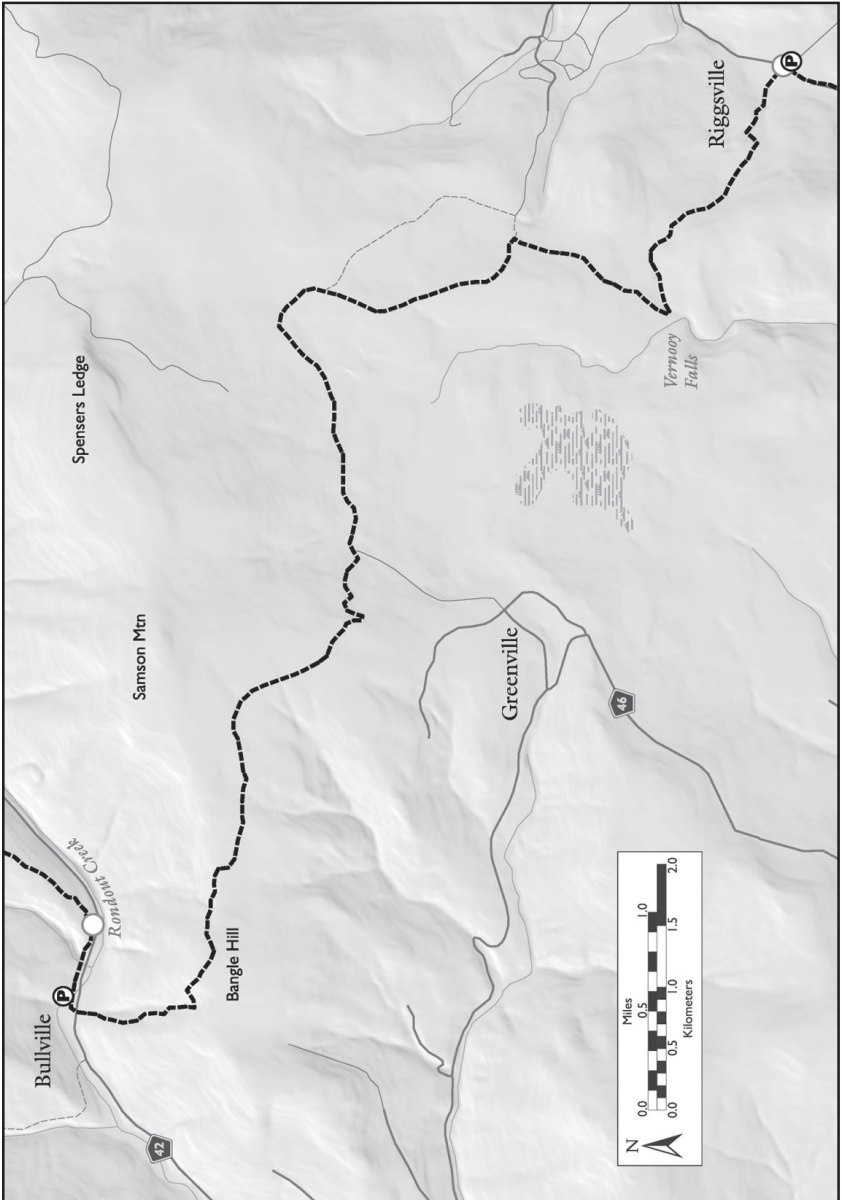 Bullville
P
Rondout Creek
42
Bangle Hill
Samson Mtn
Spensers Ledge
Greenville
46
Vernooy
Falls
Riggsville
P
N
Miles
0.0 0.5 1.0
0.0 0.5 1.0 1.5 2.0
Kilometers